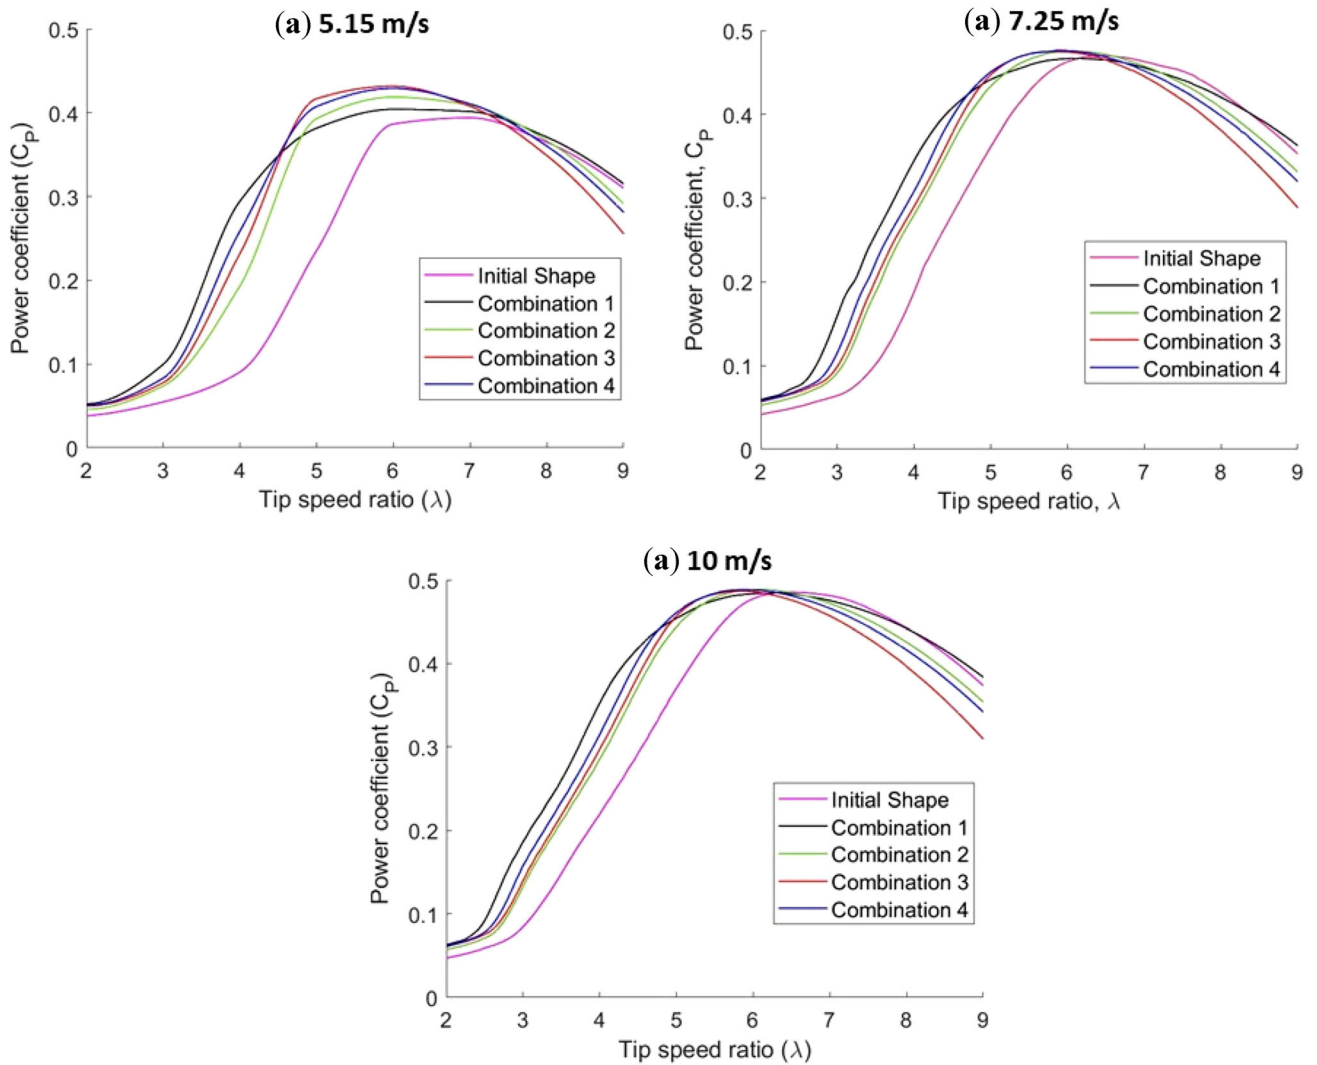 (a) 5.15 m/s
0.5
0.4
0.3
0.2
0.1
0
Power coefficient (CP)
2 3 4 5 6 7 8 9
Tip speed ratio (λ)
Initial Shape
Combination 1
Combination 2
Combination 3
Combination 4
(a) 7.25 m/s
0.5
0.4
0.3
0.2
0.1
0
Power coefficient, CP
2 3 4 5 6 7 8 9
Tip speed ratio, λ
Initial Shape
Combination 1
Combination 2
Combination 3
Combination 4
(a) 10 m/s
0.5
0.4
0.3
0.2
0.1
0
Power coefficient (CP)
2 3 4 5 6 7 8 9
Tip speed ratio (λ)
Initial Shape
Combination 1
Combination 2
Combination 3
Combination 4